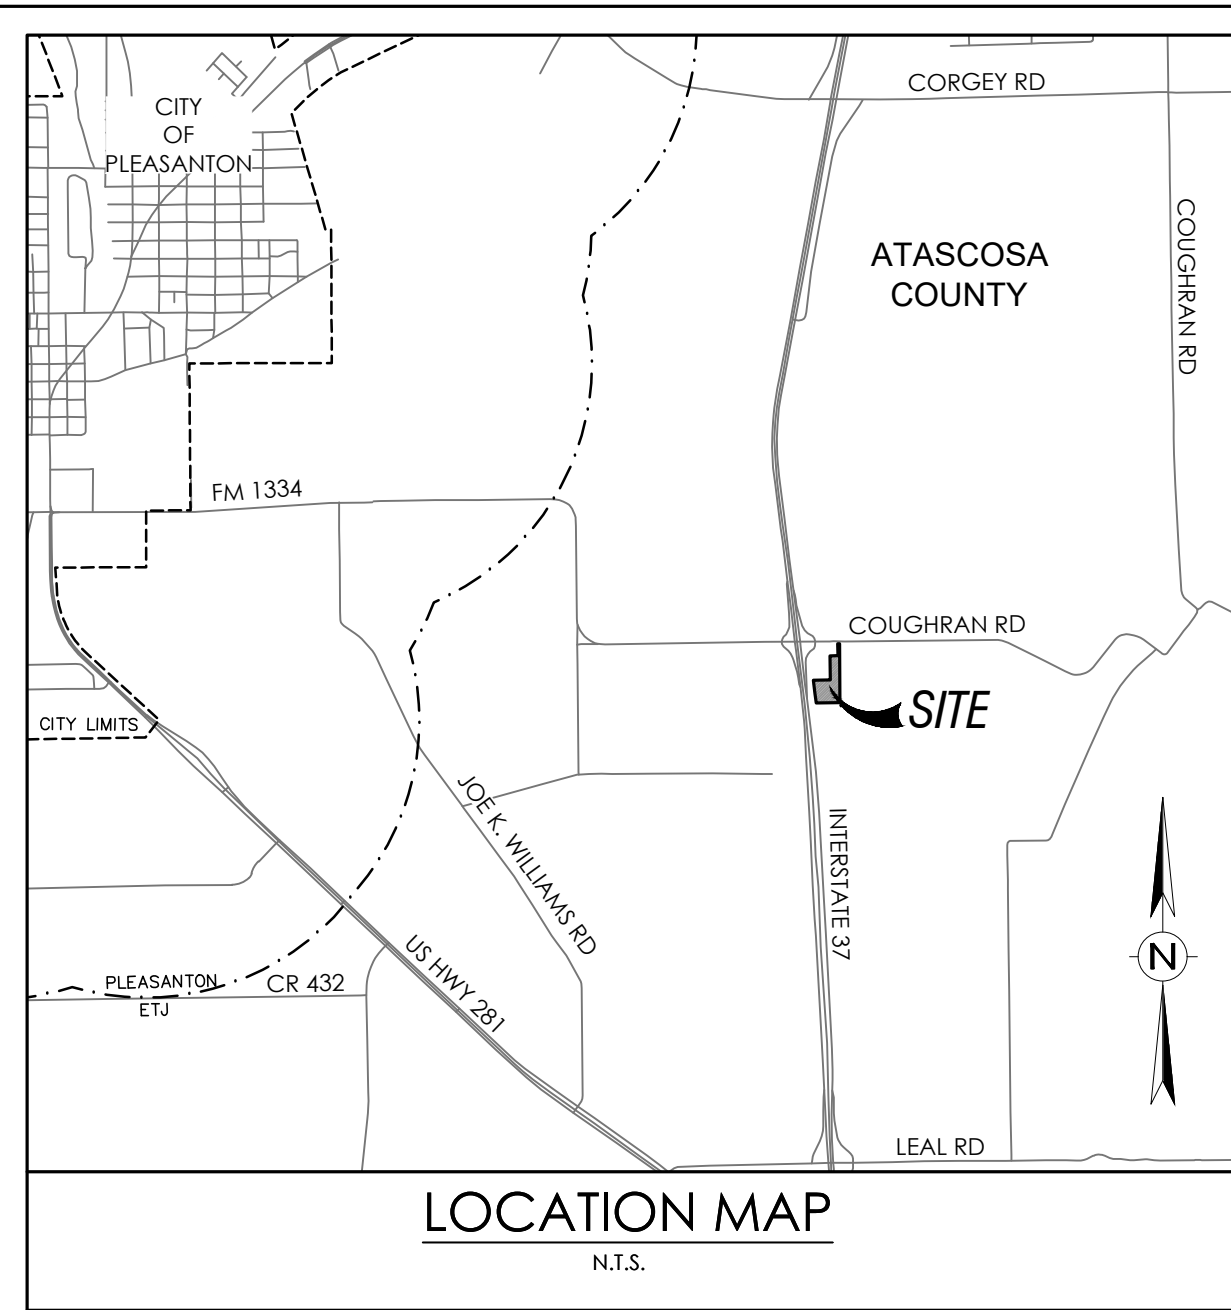 CORGEY RD
CITY
OF
PLEASANTON
COUGHRAN RD
ATASCOSA
COUNTY
FM 1334
COUGHRAN RD
SITE
CITY LIMITS
JOE K. WILLIAMS RD
INTERSTATE 37
US HWY 281
N
PLEASANTON
ETJ
CR 432
LEAL RD
LOCATION MAP
N.T.S.